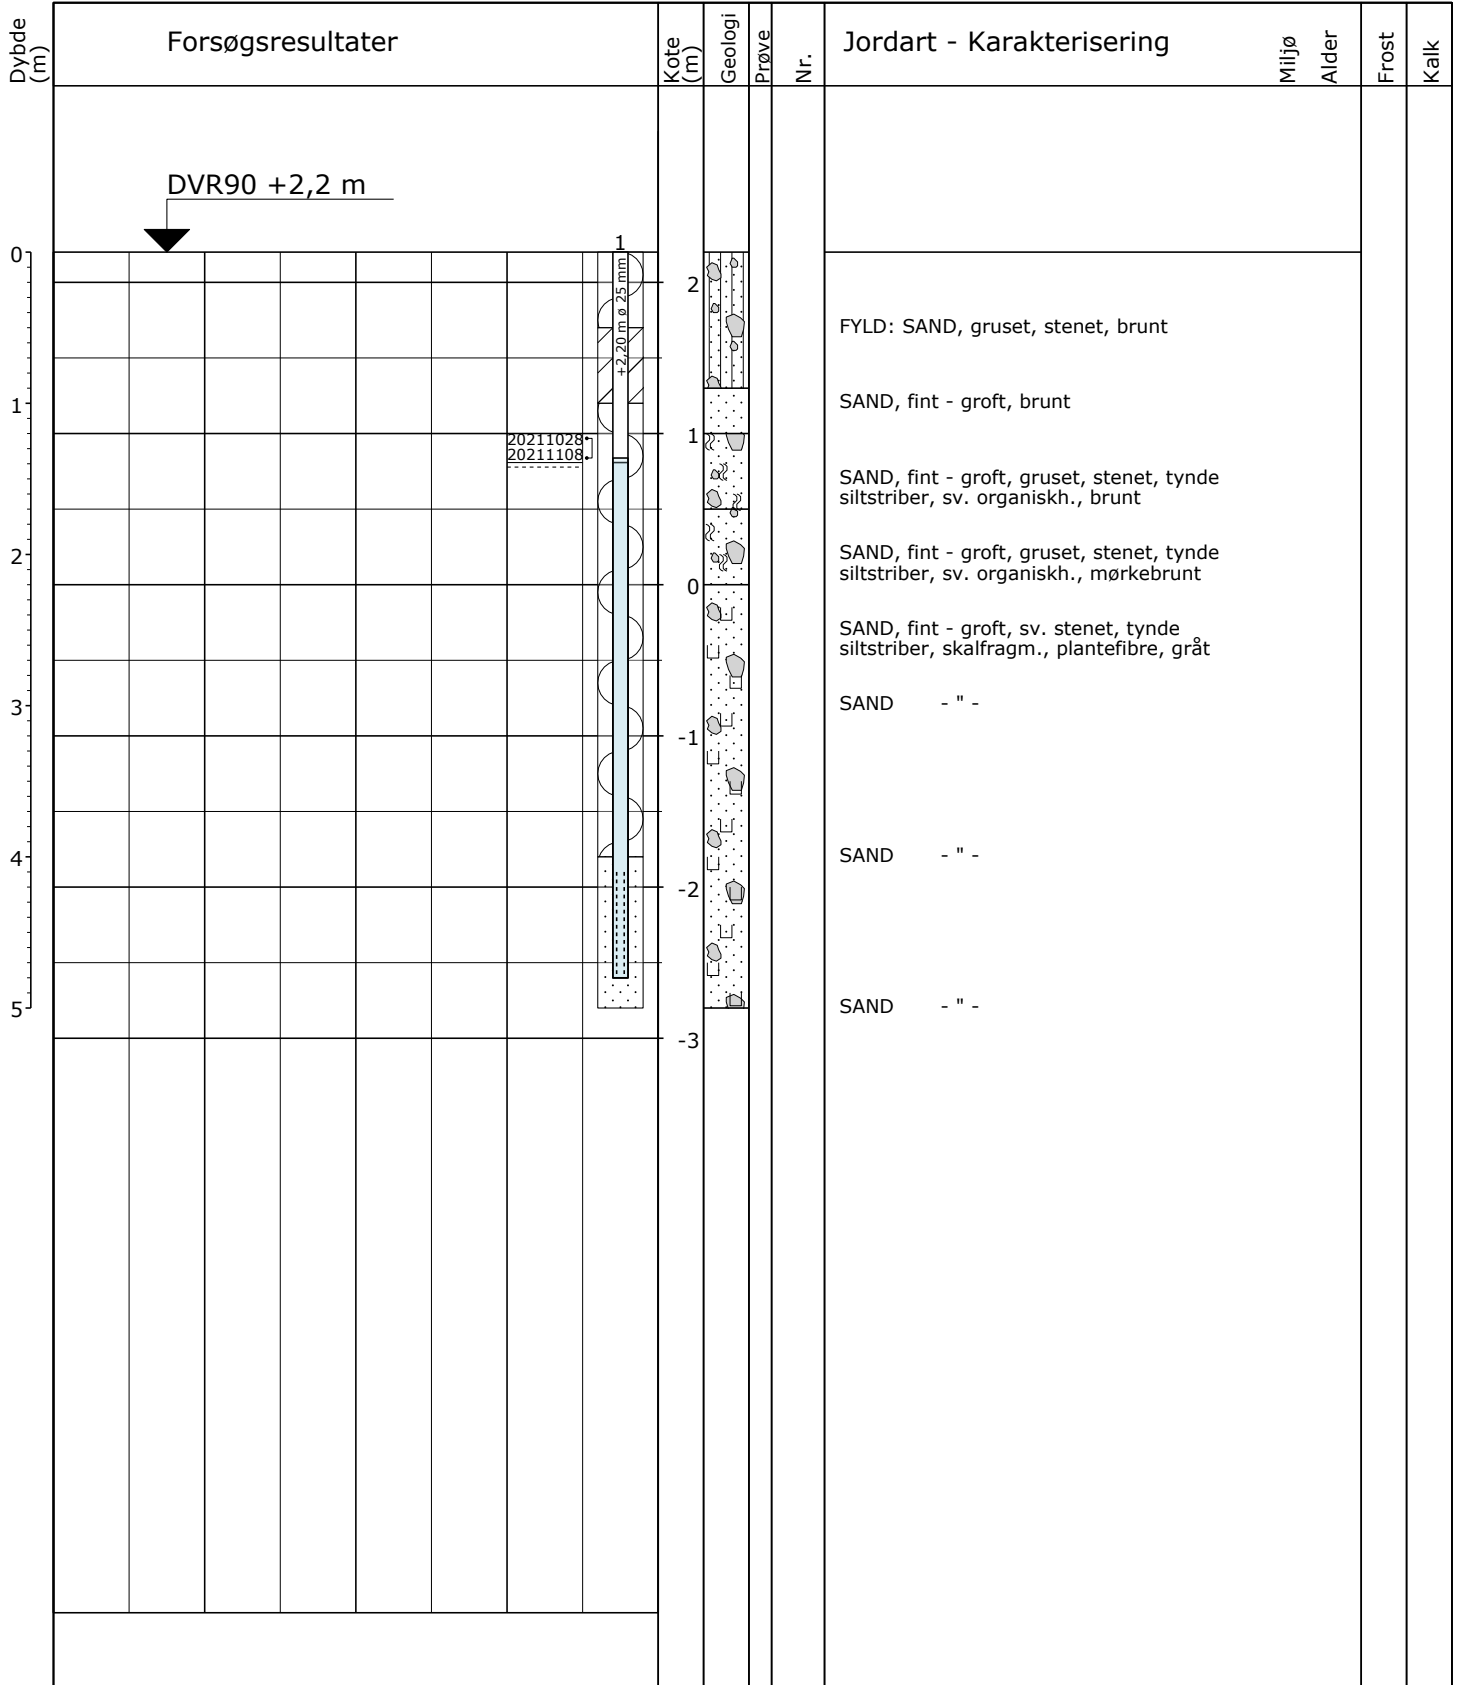 Dybde
(m)
Forsøgsresultater
Kote
(m)
Geologi
Prøve
Nr.
Jordart - Karakterisering
Miljø
Alder
Frost
Kalk
DVR90 +2,2 m
0
1
+2,20 m ø 25 mm
2
FYLD: SAND, gruset, stenet, brunt
1
SAND, fint - groft, brunt
20211028
20211108
1
SAND, fint - groft, gruset, stenet, tynde
siltstriber, sv. organiskh., brunt
2
SAND, fint - groft, gruset, stenet, tynde
siltstriber, sv. organiskh., mørkebrunt
0
SAND, fint - groft, sv. stenet, tynde
siltstriber, skalfragm., plantefibre, gråt
3
SAND - " -
-1
4
SAND - " -
-2
5
SAND - " -
-3